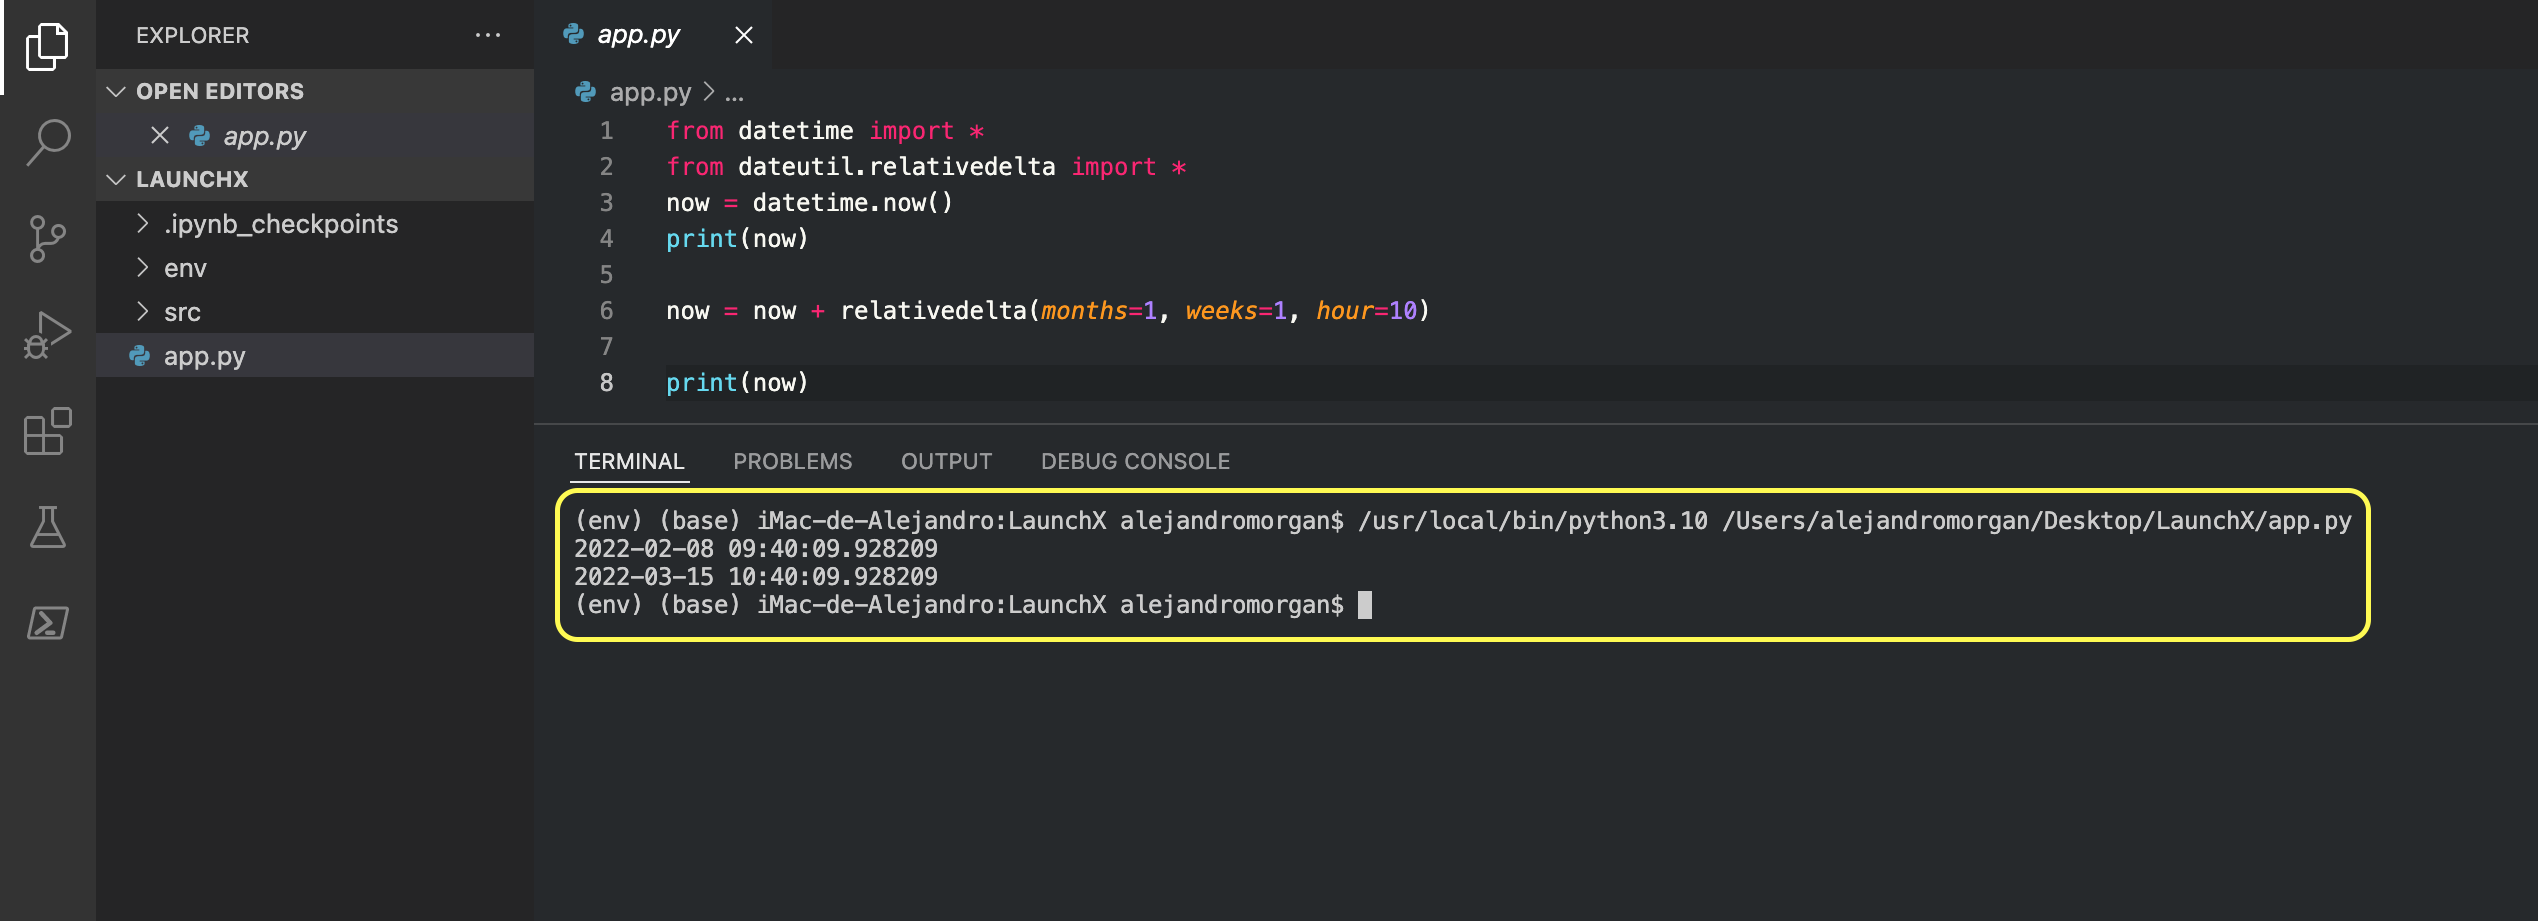 EXPLORER
OPEN EDITORS
app.py
LAUNCHX
.ipynb_checkpoints
env
src
app.py
app.py
app.py > ...
1 from datetime import *
2 from dateutil.relativedelta import *
3 now = datetime.now()
4 print(now)
5
6 now = now + relativedelta(months=1, weeks=1, hour=10)
7
8 print(now)
TERMINAL PROBLEMS OUTPUT DEBUG CONSOLE
(env) (base) iMac-de-Alejandro:LaunchX alejandromorgan$ /usr/local/bin/python3.10 /Users/alejandromorgan/Desktop/LaunchX/app.py
2022-02-08 09:40:09.928209
2022-03-15 10:40:09.928209
(env) (base) iMac-de-Alejandro:LaunchX alejandromorgan$